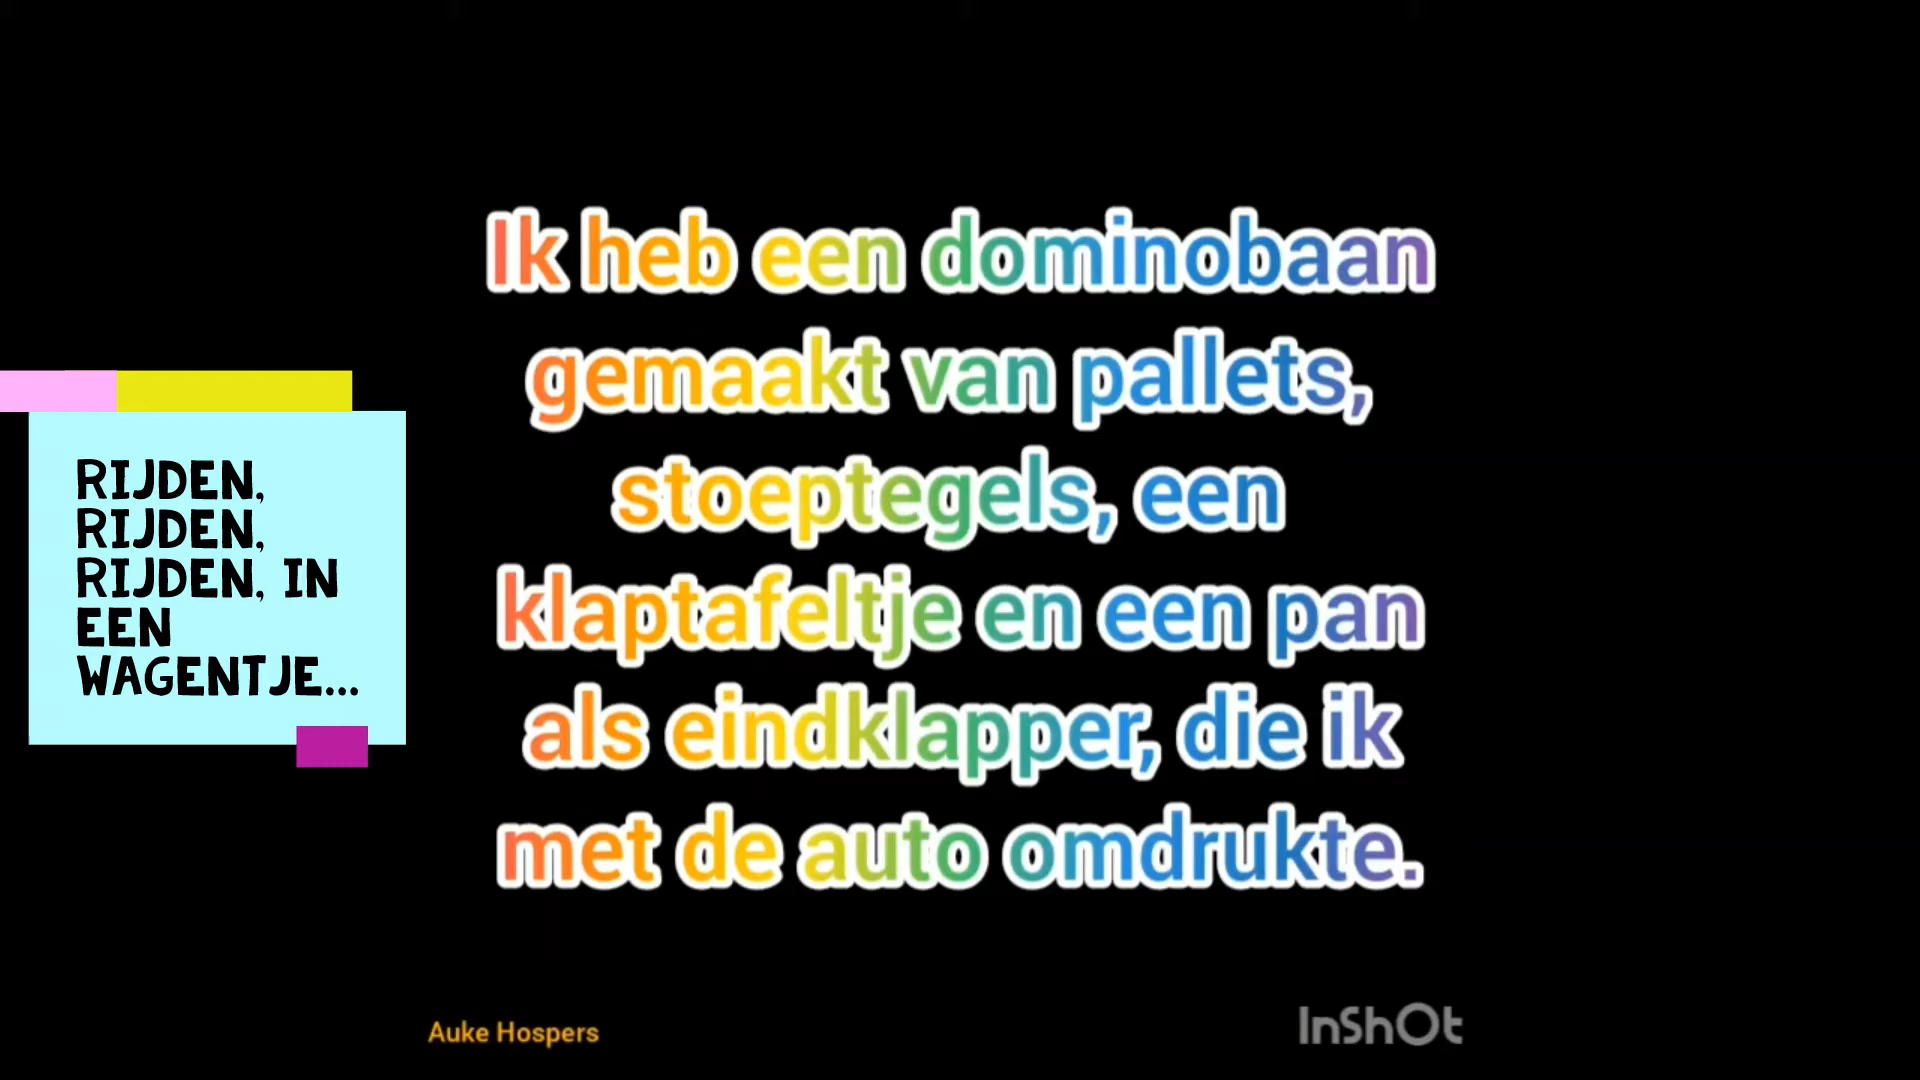 RIJDEN,
RIJDEN,
RIJDEN, IN
EEN
WAGENTJE...
Ik heb een dominobaan
gemaakt van pallets,
stoeptegels, een
klaptafeltje en een pan
als eindklapper, die ik
met de auto omdrukte.
Auke Hospers
InShOt